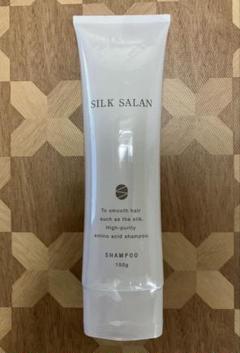 SILK SALAN
To smooth hair
such as the silk.
High-purity
amino acid shampoo.
SHAMPOO
150g